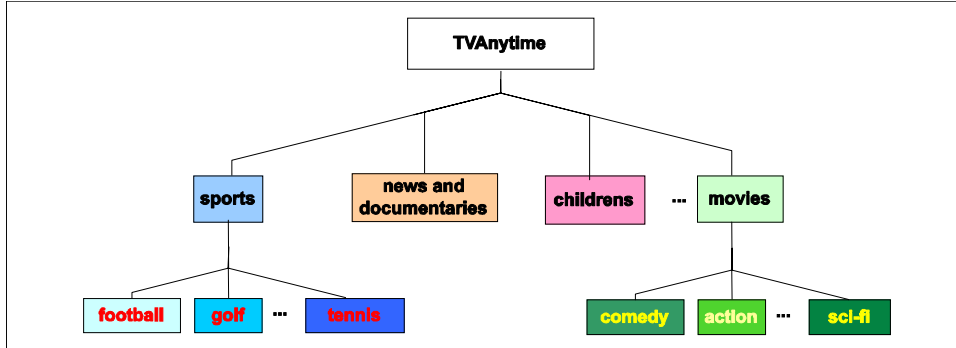 TVAnytime
sports
news and
documentaries
childrens
...
movies
football
golf
...
tennis
comedy
action
...
sci-fi